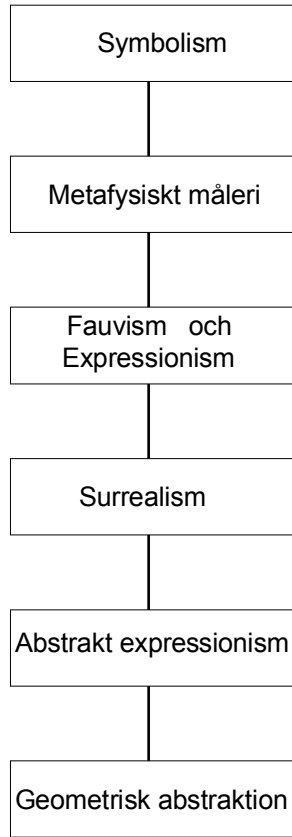 Symbolism
Metafysiskt måleri
Fauvism och
Expressionism
Surrealism
Abstrakt expressionism
Geometrisk abstraktion